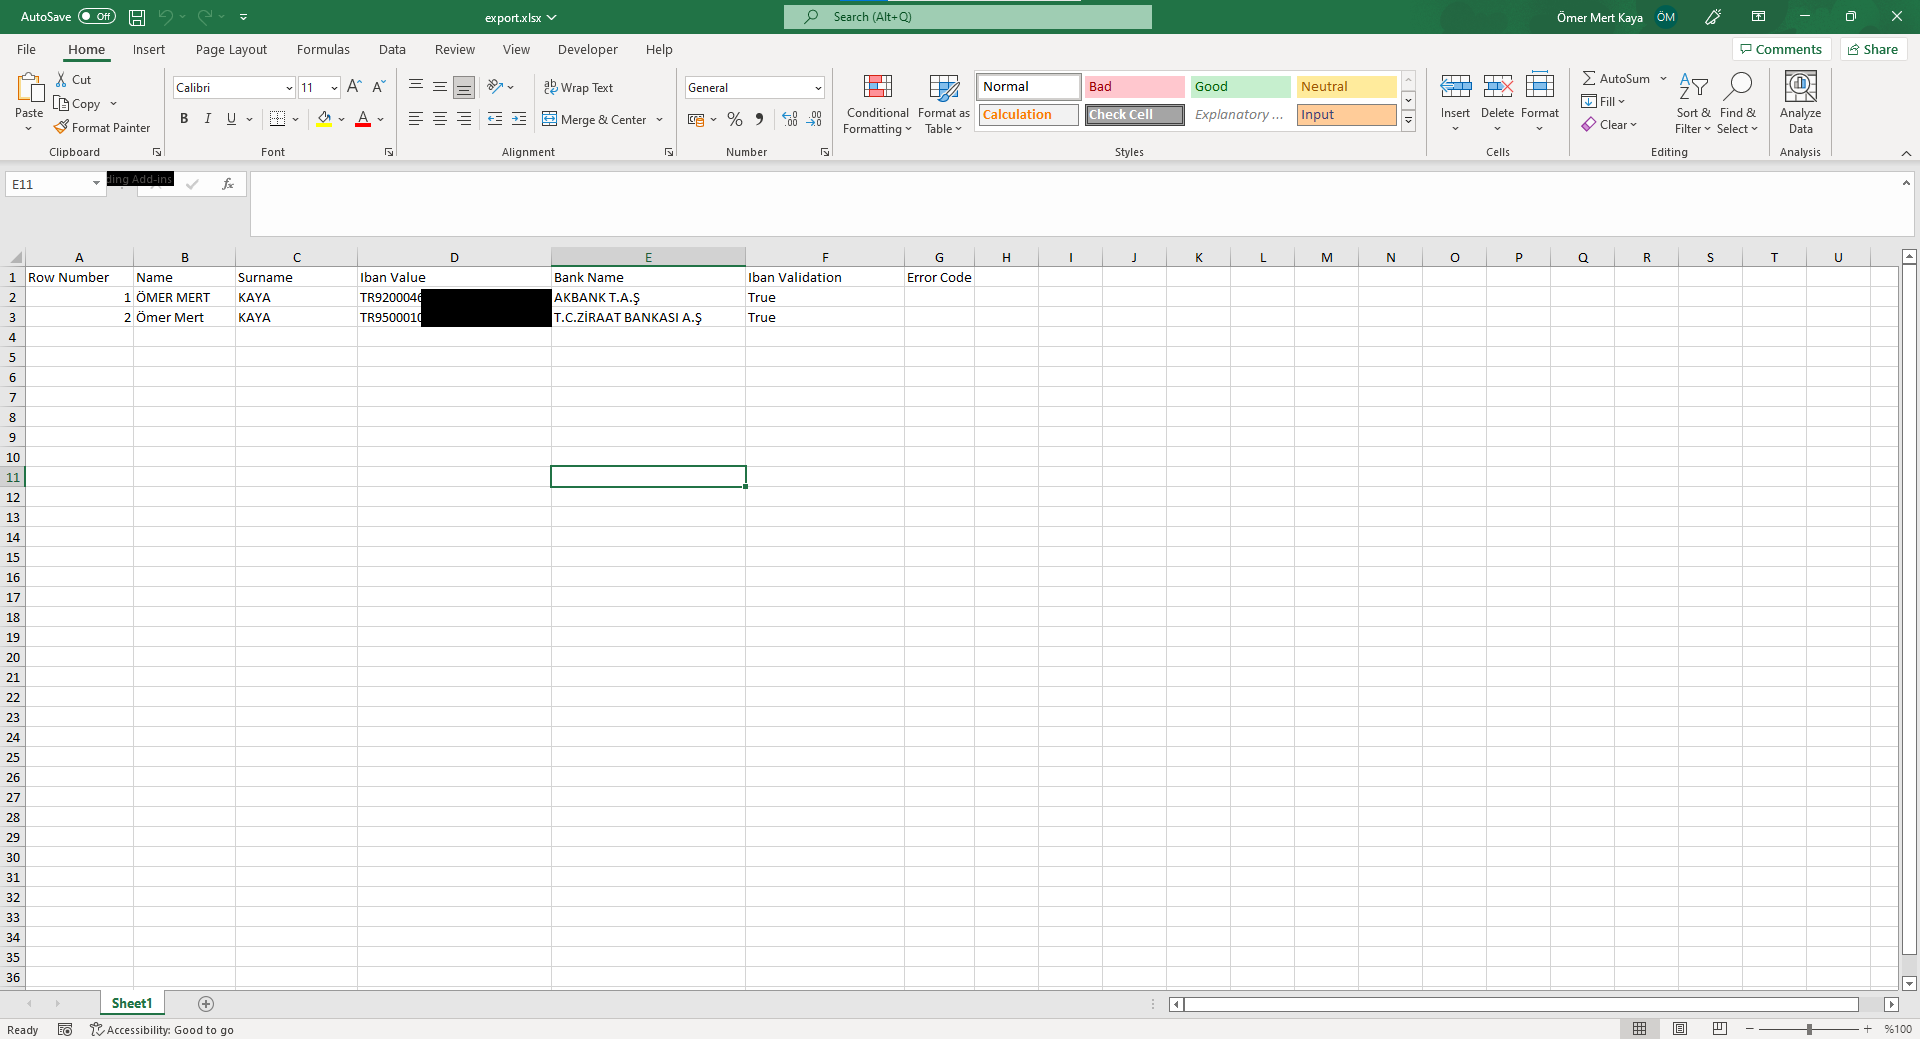 AutoSave Off export.xlsx Search (Alt+Q) Ömer Mert Kaya ÖM
File Home Insert Page Layout Formulas Data Review View Developer Help Comments Share
Paste Cut Copy Format Painter Clipboard
Calibri 11 B I U A Font
Wrap Text Merge & Center Alignment
General % Number
Conditional Formatting Format as Table Normal Bad Good Neutral
Calculation Check Cell Explanatory ... Input Styles
Insert Delete Format Cells
AutoSum Fill Clear Sort & Filter Find & Select Editing
Analyze Data Analysis
E11 ding Add-ins fx
A B C D E F G H I J K L M N O P Q R S T U
1 Row Number Name Surname Iban Value Bank Name Iban Validation Error Code
2 1 ÖMER MERT KAYA TR9200046 AKBANK T.A.Ş True
3 2 Ömer Mert KAYA TR9500010 T.C.ZİRAAT BANKASI A.Ş True
4
5
6
7
8
9
10
11
12
13
14
15
16
17
18
19
20
21
22
23
24
25
26
27
28
29
30
31
32
33
34
35
36
Sheet1
Ready Accessibility: Good to go %100